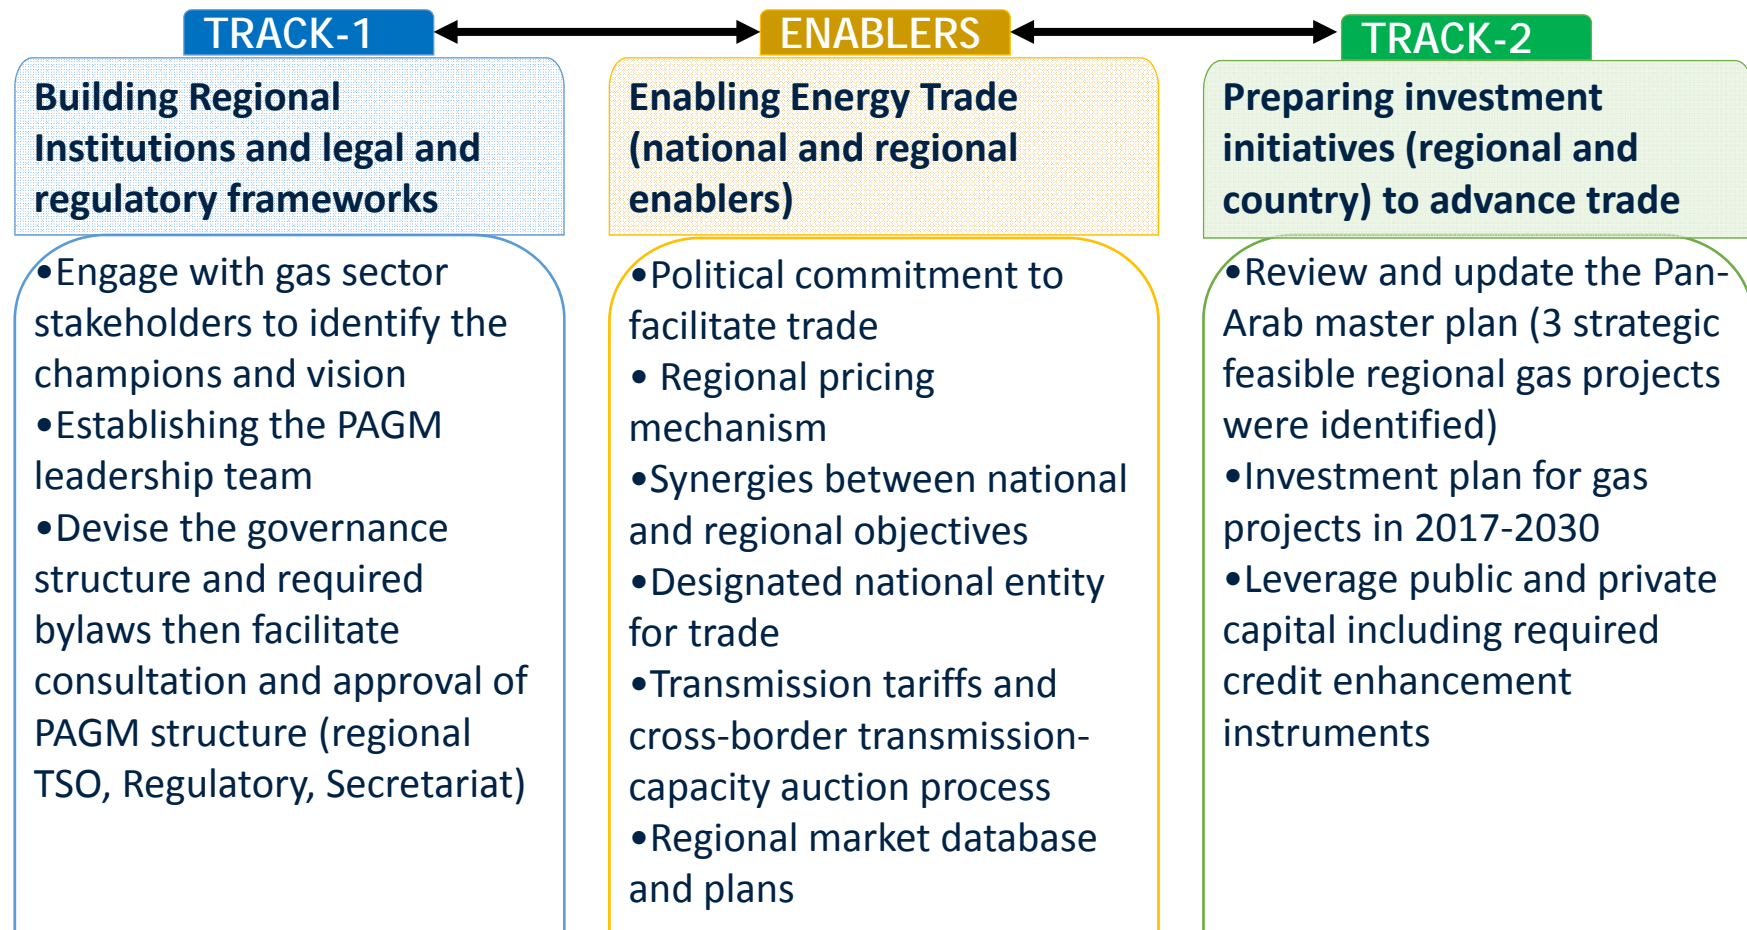 TRACK-1
Building Regional
Institutions and legal and
regulatory frameworks
•Engage with gas sector
stakeholders to identify the
champions and vision
•Establishing the PAGM
leadership team
•Devise the governance
structure and required
bylaws then facilitate
consultation and approval of
PAGM structure (regional
TSO, Regulatory, Secretariat)
ENABLERS
Enabling Energy Trade
(national and regional
enablers)
•Political commitment to
facilitate trade
• Regional pricing
mechanism
•Synergies between national
and regional objectives
•Designated national entity
for trade
•Transmission tariffs and
cross-border transmission-
capacity auction process
•Regional market database
and plans
TRACK-2
Preparing investment
initiatives (regional and
country) to advance trade
•Review and update the Pan-
Arab master plan (3 strategic
feasible regional gas projects
were identified)
•Investment plan for gas
projects in 2017-2030
•Leverage public and private
capital including required
credit enhancement
instruments